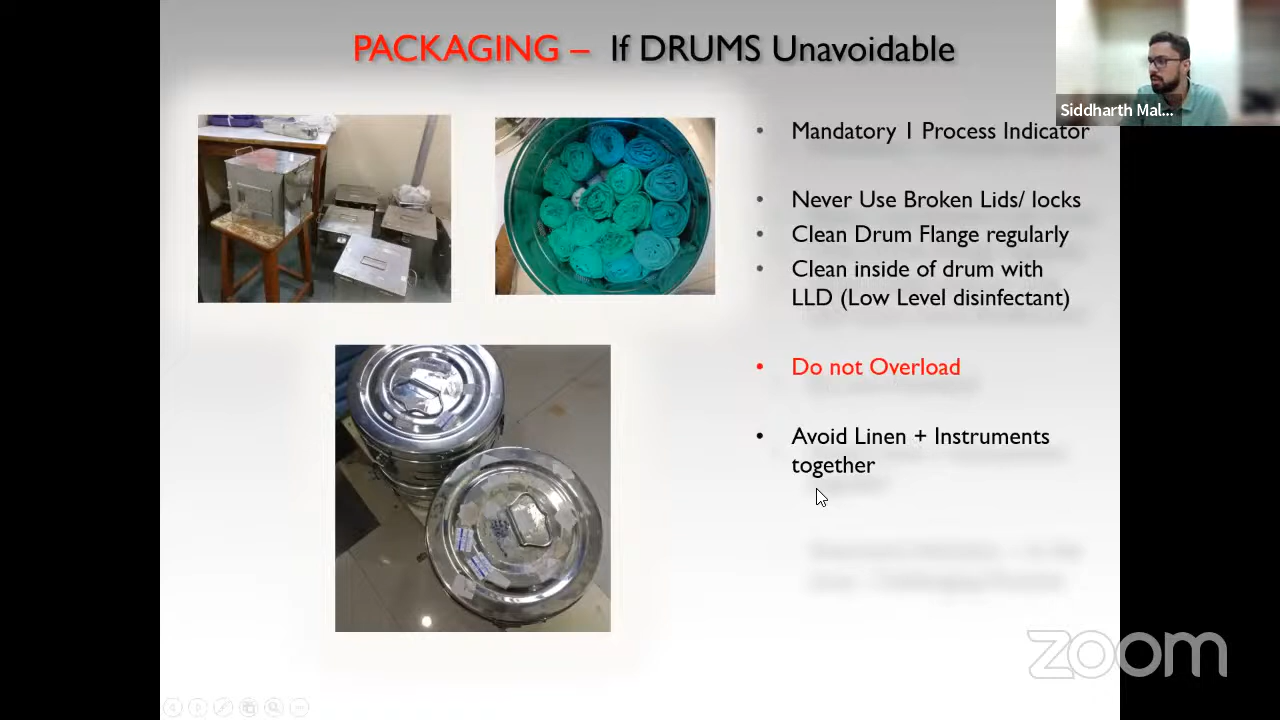 PACKAGING – If DRUMS Unavoidable
Siddharth Mal...
• Mandatory 1 Process Indicator
• Never Use Broken Lids/ locks
• Clean Drum Flange regularly
• Clean inside of drum with
LLD (Low Level disinfectant)
• Do not Overload
• Avoid Linen + Instruments
together
zoom